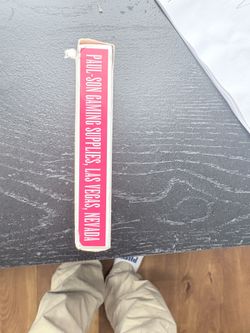 PAUL-SON GAMING SUPPLIES, LAS VEGAS, NEVADA